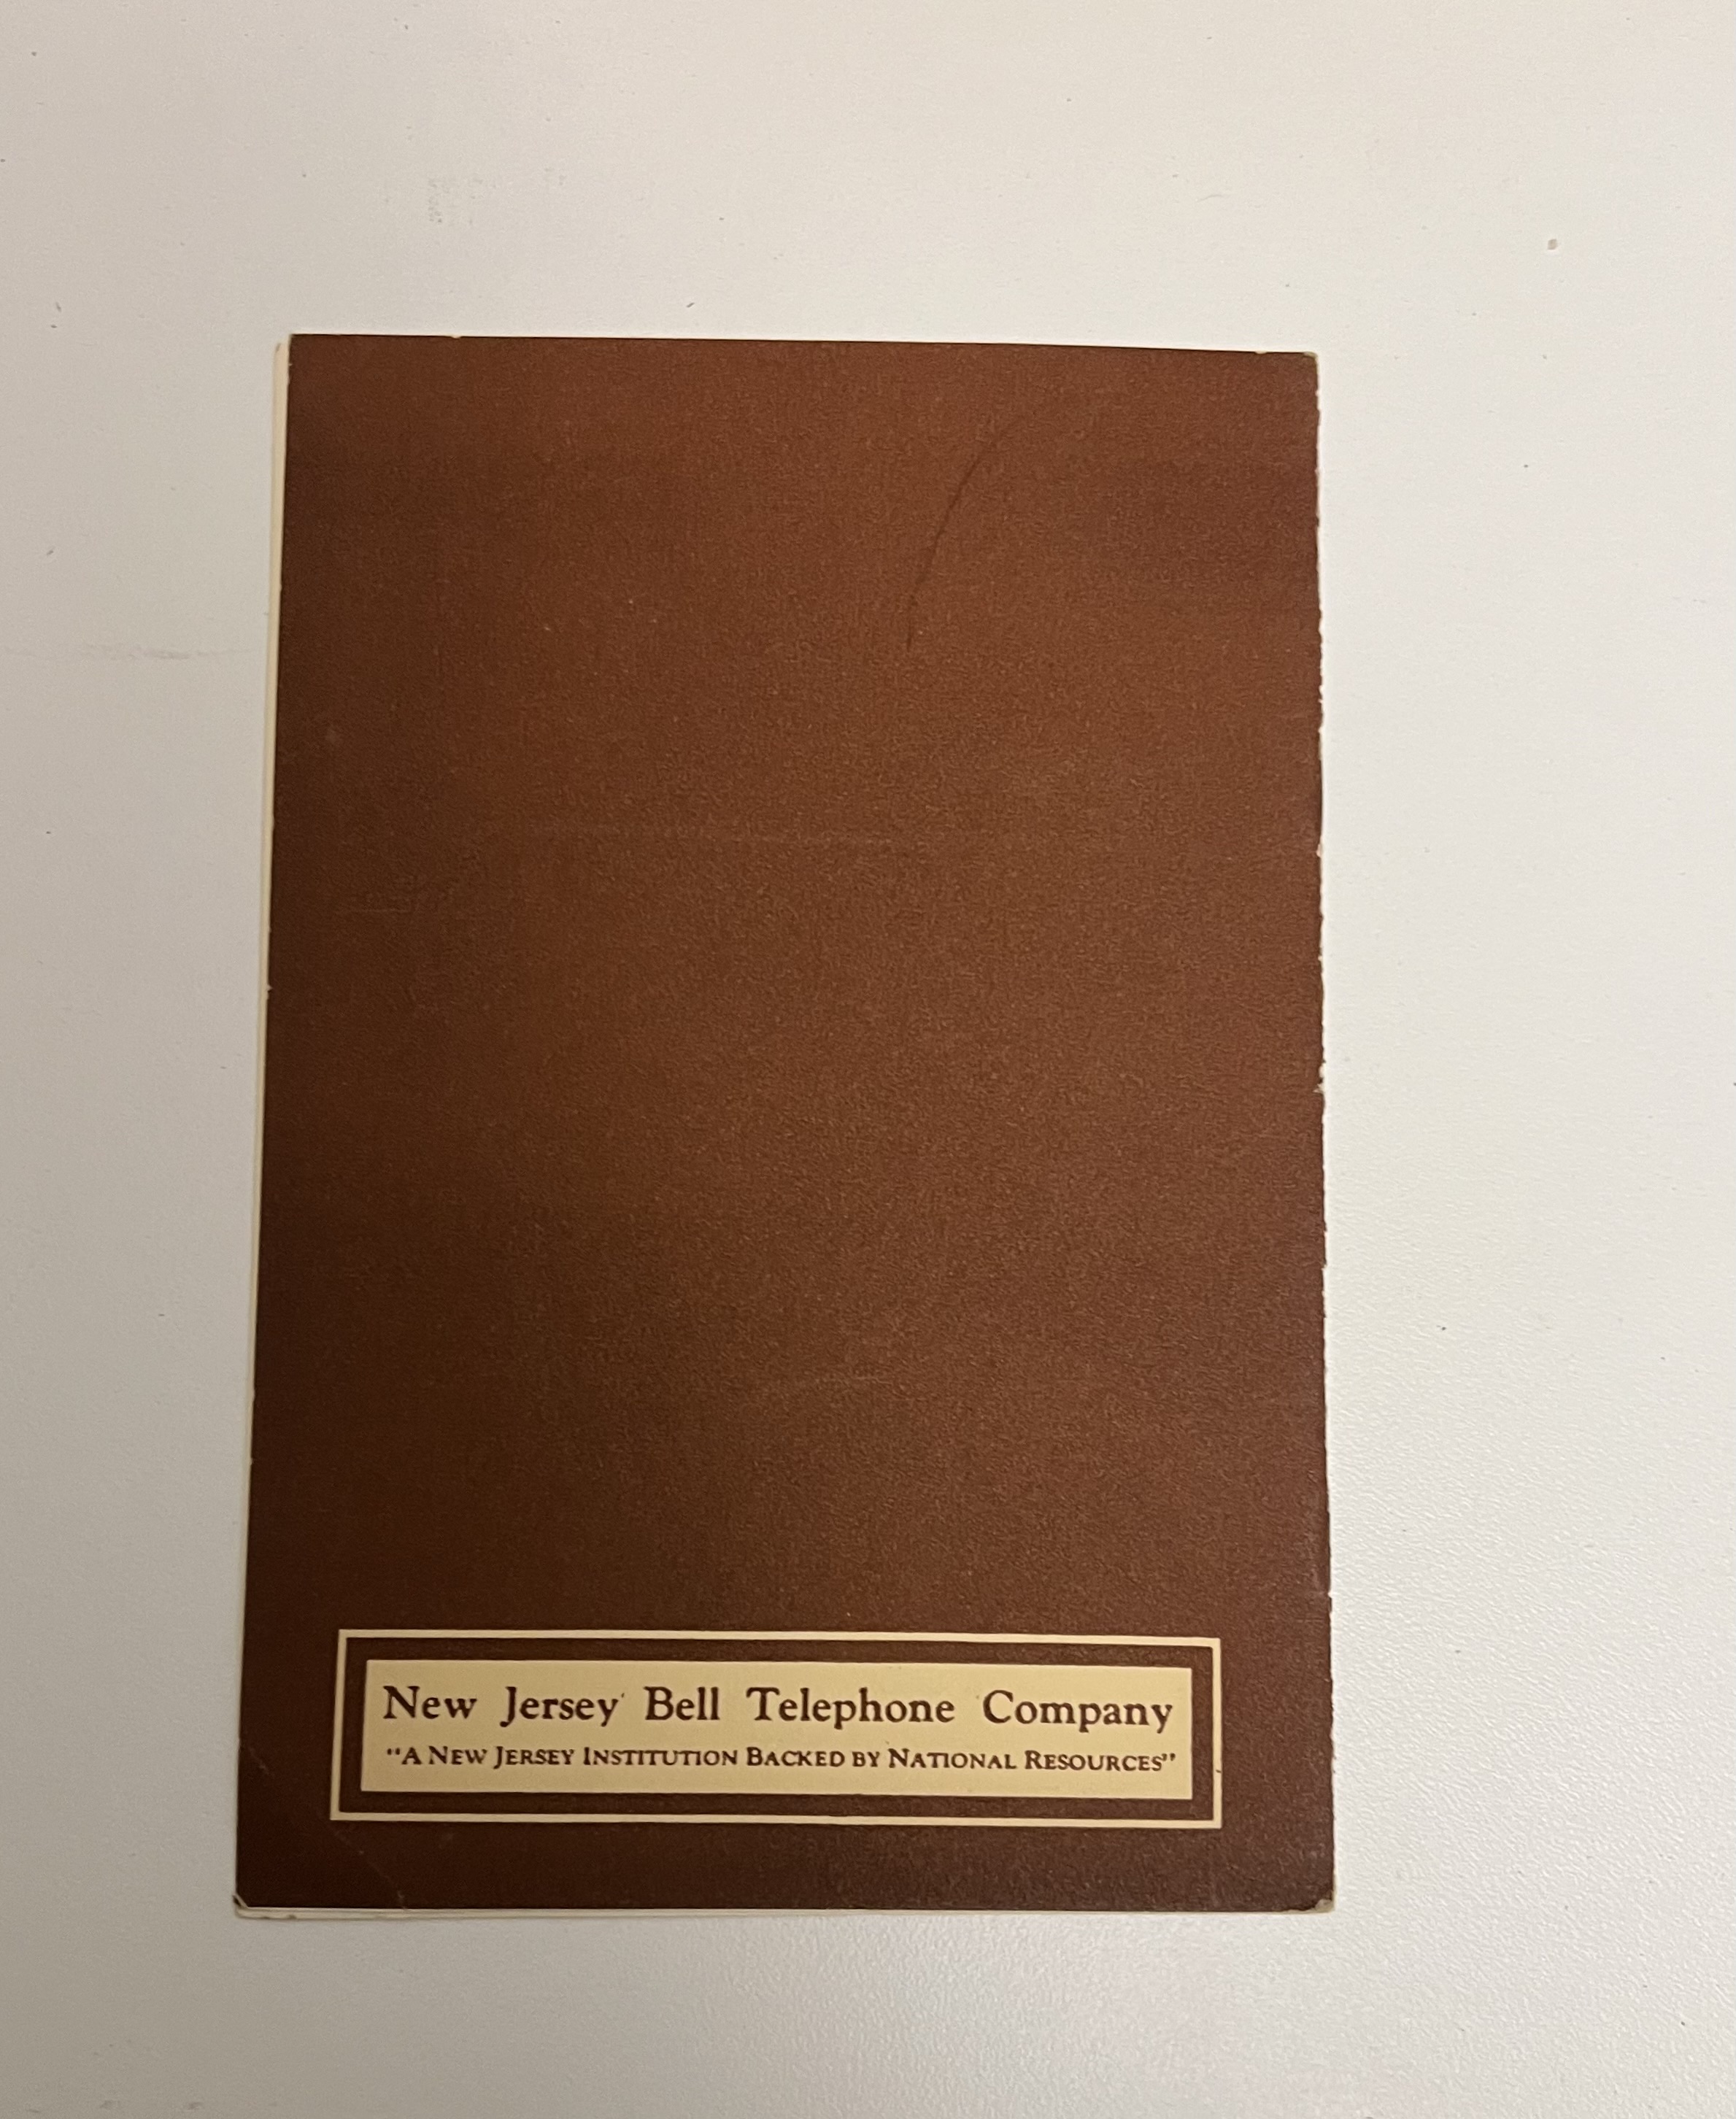 New Jersey Bell Telephone Company
“A New Jersey Institution Backed by National Resources”